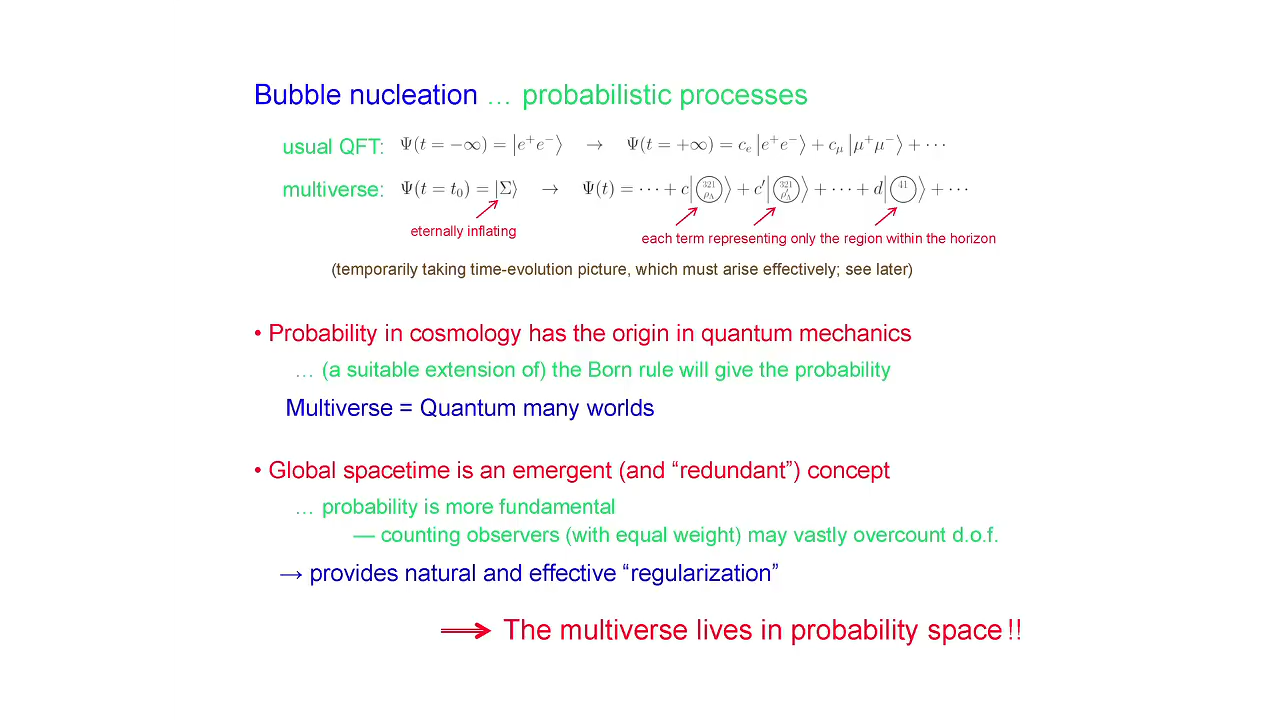 Bubble nucleation … probabilistic processes
usual QFT: Ψ(t = −∞) = |e⁺e⁻⟩ → Ψ(t = +∞) = cₑ |e⁺e⁻⟩ + c_μ |μ⁺μ⁻⟩ + ⋯
multiverse: Ψ(t = t₀) = |Σ⟩ → Ψ(t) = ⋯ + c| 321 ρ_Λ ⟩ + c′| 321 ρ′_Λ ⟩ + ⋯ + d| 41 ⟩ + ⋯
eternally inflating
each term representing only the region within the horizon
(temporarily taking time-evolution picture, which must arise effectively; see later)
• Probability in cosmology has the origin in quantum mechanics
… (a suitable extension of) the Born rule will give the probability
Multiverse = Quantum many worlds
• Global spacetime is an emergent (and “redundant”) concept
… probability is more fundamental
— counting observers (with equal weight) may vastly overcount d.o.f.
→ provides natural and effective “regularization”
⟹ The multiverse lives in probability space!!